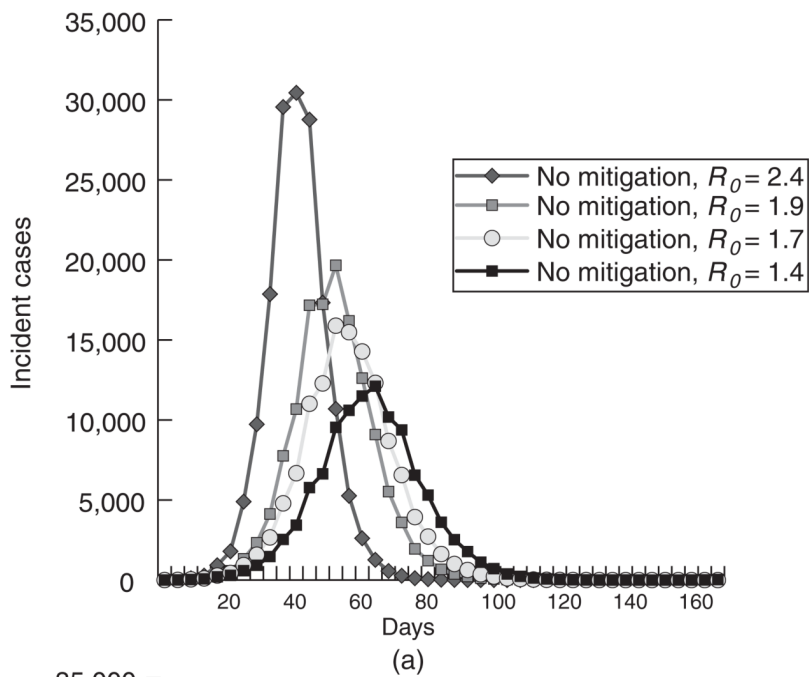 35,000
30,000
25,000
20,000
15,000
10,000
5,000
0
Incident cases
No mitigation, R0 = 2.4
No mitigation, R0 = 1.9
No mitigation, R0 = 1.7
No mitigation, R0 = 1.4
20 40 60 80 100 120 140 160
Days
(a)